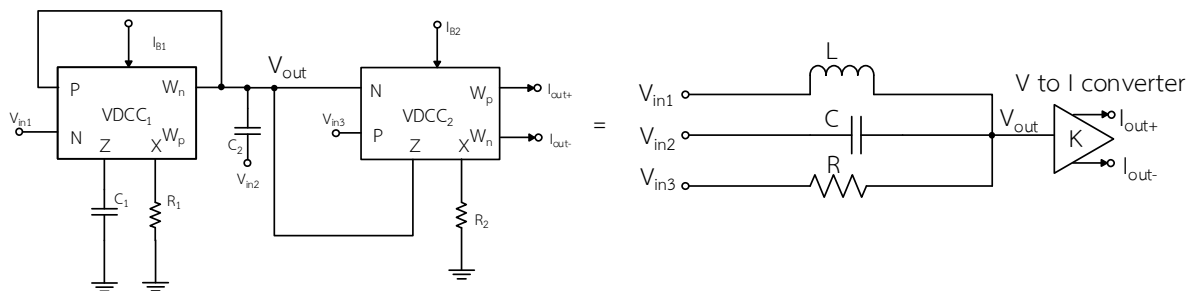 I_B1
P
W_n
VDCC_1
V_in1
N
Z
X
W_p
C_1
R_1
V_out
C_2
V_in2
I_B2
N
W_p
I_out+
VDCC_2
V_in3
P
W_n
I_out-
Z
X
R_2
=
L
V to I converter
V_in1
V_in2
C
V_out
K
I_out+
I_out-
V_in3
R